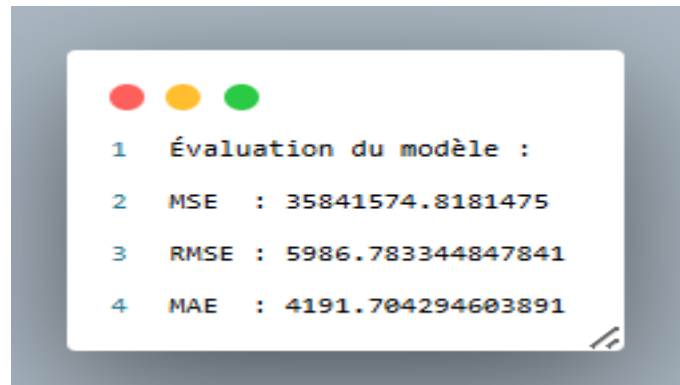 1 Évaluation du modèle :
2 MSE : 35841574.8181475
3 RMSE : 5986.783344847841
4 MAE : 4191.704294603891